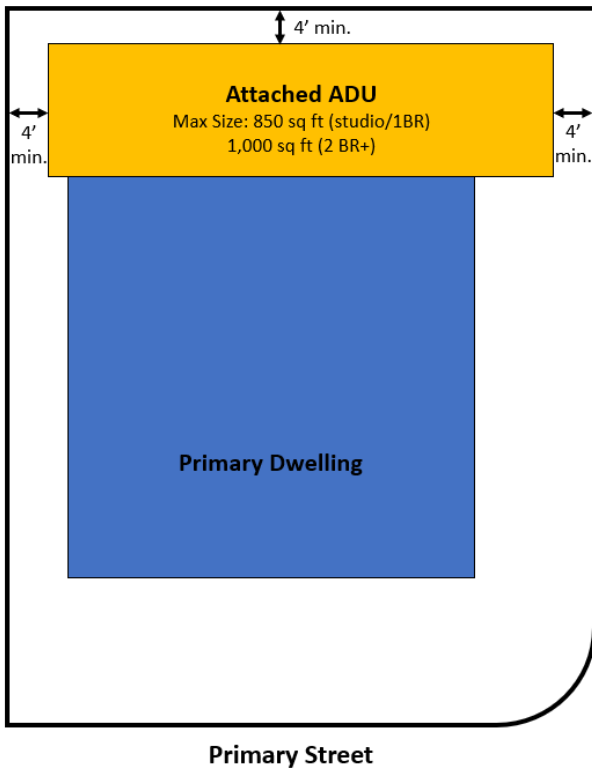 4’ min.
Attached ADU
Max Size: 850 sq ft (studio/1BR)
1,000 sq ft (2 BR+)
4’
min.
4’
min.
Primary Dwelling
Primary Street